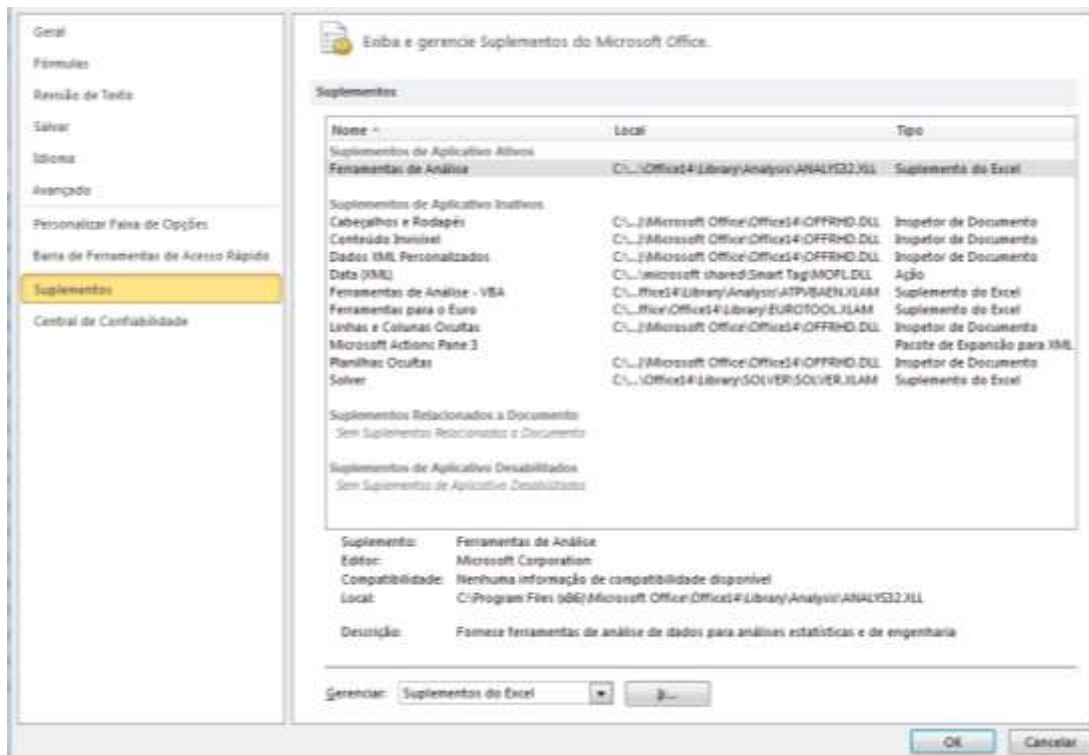 Geral
Fórmulas
Revisão de Texto
Salvar
Idioma
Avançado
Personalizar Faixa de Opções
Barra de Ferramentas de Acesso Rápido
Suplementos
Central de Confiabilidade
Exiba e gerencie Suplementos do Microsoft Office.
Suplementos
Nome Local Tipo
Suplementos de Aplicativo Ativos
Ferramentas de Análise C:\...\Office14\Library\Analysis\ANALYS32.XLL Suplemento do Excel
Suplementos de Aplicativo Inativos
Cabeçalhos e Rodapés C:\...)\Microsoft Office\Office14\OFFRHD.DLL Inspetor de Documento
Conteúdo Invisível C:\...)\Microsoft Office\Office14\OFFRHD.DLL Inspetor de Documento
Dados XML Personalizados C:\...)\Microsoft Office\Office14\OFFRHD.DLL Inspetor de Documento
Data (XML) C:\...\microsoft shared\Smart Tag\MOFL.DLL Ação
Ferramentas de Análise - VBA C:\...ffice14\Library\Analysis\ATPVBAEN.XLAM Suplemento do Excel
Ferramentas para o Euro C:\...ffice\Office14\Library\EUROTOOL.XLAM Suplemento do Excel
Linhas e Colunas Ocultas C:\...)\Microsoft Office\Office14\OFFRHD.DLL Inspetor de Documento
Microsoft Actions Pane 3 Pacote de Expansão para XML
Planilhas Ocultas C:\...)\Microsoft Office\Office14\OFFRHD.DLL Inspetor de Documento
Solver C:\...\Office14\Library\SOLVER\SOLVER.XLAM Suplemento do Excel
Suplementos Relacionados a Documento
Sem Suplementos Relacionados a Documento
Suplementos de Aplicativo Desabilitados
Sem Suplementos de Aplicativo Desabilitados
Suplemento: Ferramentas de Análise
Editor: Microsoft Corporation
Compatibilidade: Nenhuma informação de compatibilidade disponível
Local: C:\Program Files (x86)\Microsoft Office\Office14\Library\Analysis\ANALYS32.XLL
Descrição: Fornece ferramentas de análise de dados para análises estatísticas e de engenharia
Gerenciar: Suplementos do Excel Ir...
OK Cancelar